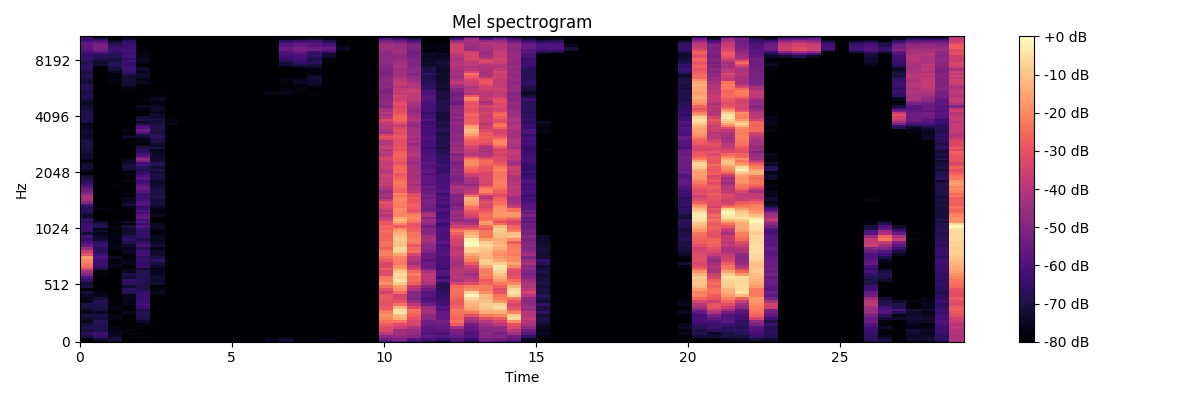 Mel spectrogram
8192
4096
2048
1024
512
0
Hz
0 5 10 15 20 25
Time
+0 dB
-10 dB
-20 dB
-30 dB
-40 dB
-50 dB
-60 dB
-70 dB
-80 dB